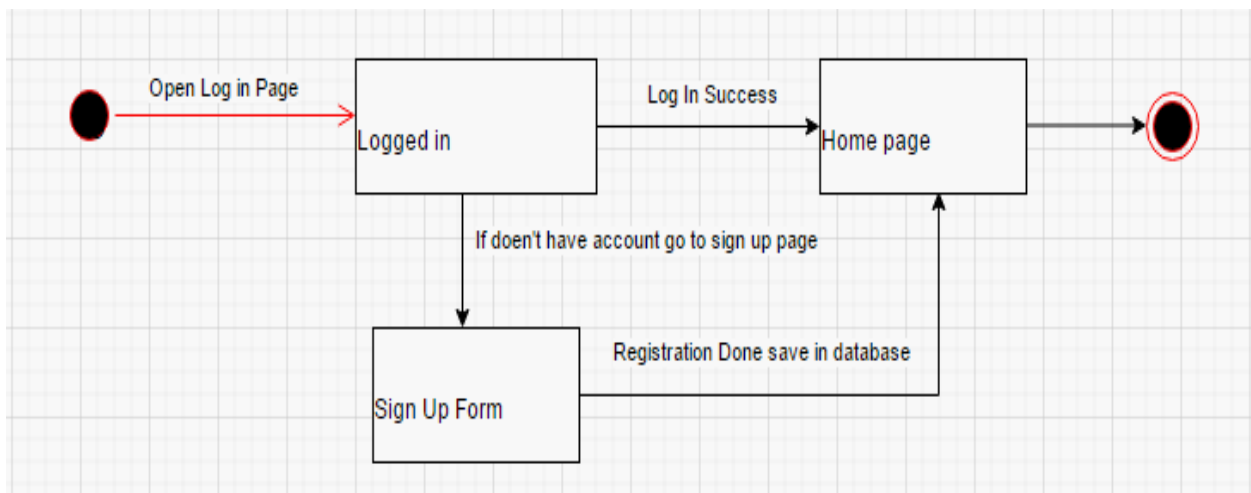 Open Log in Page
Logged in
Log In Success
Home page
If doen't have account go to sign up page
Registration Done save in database
Sign Up Form